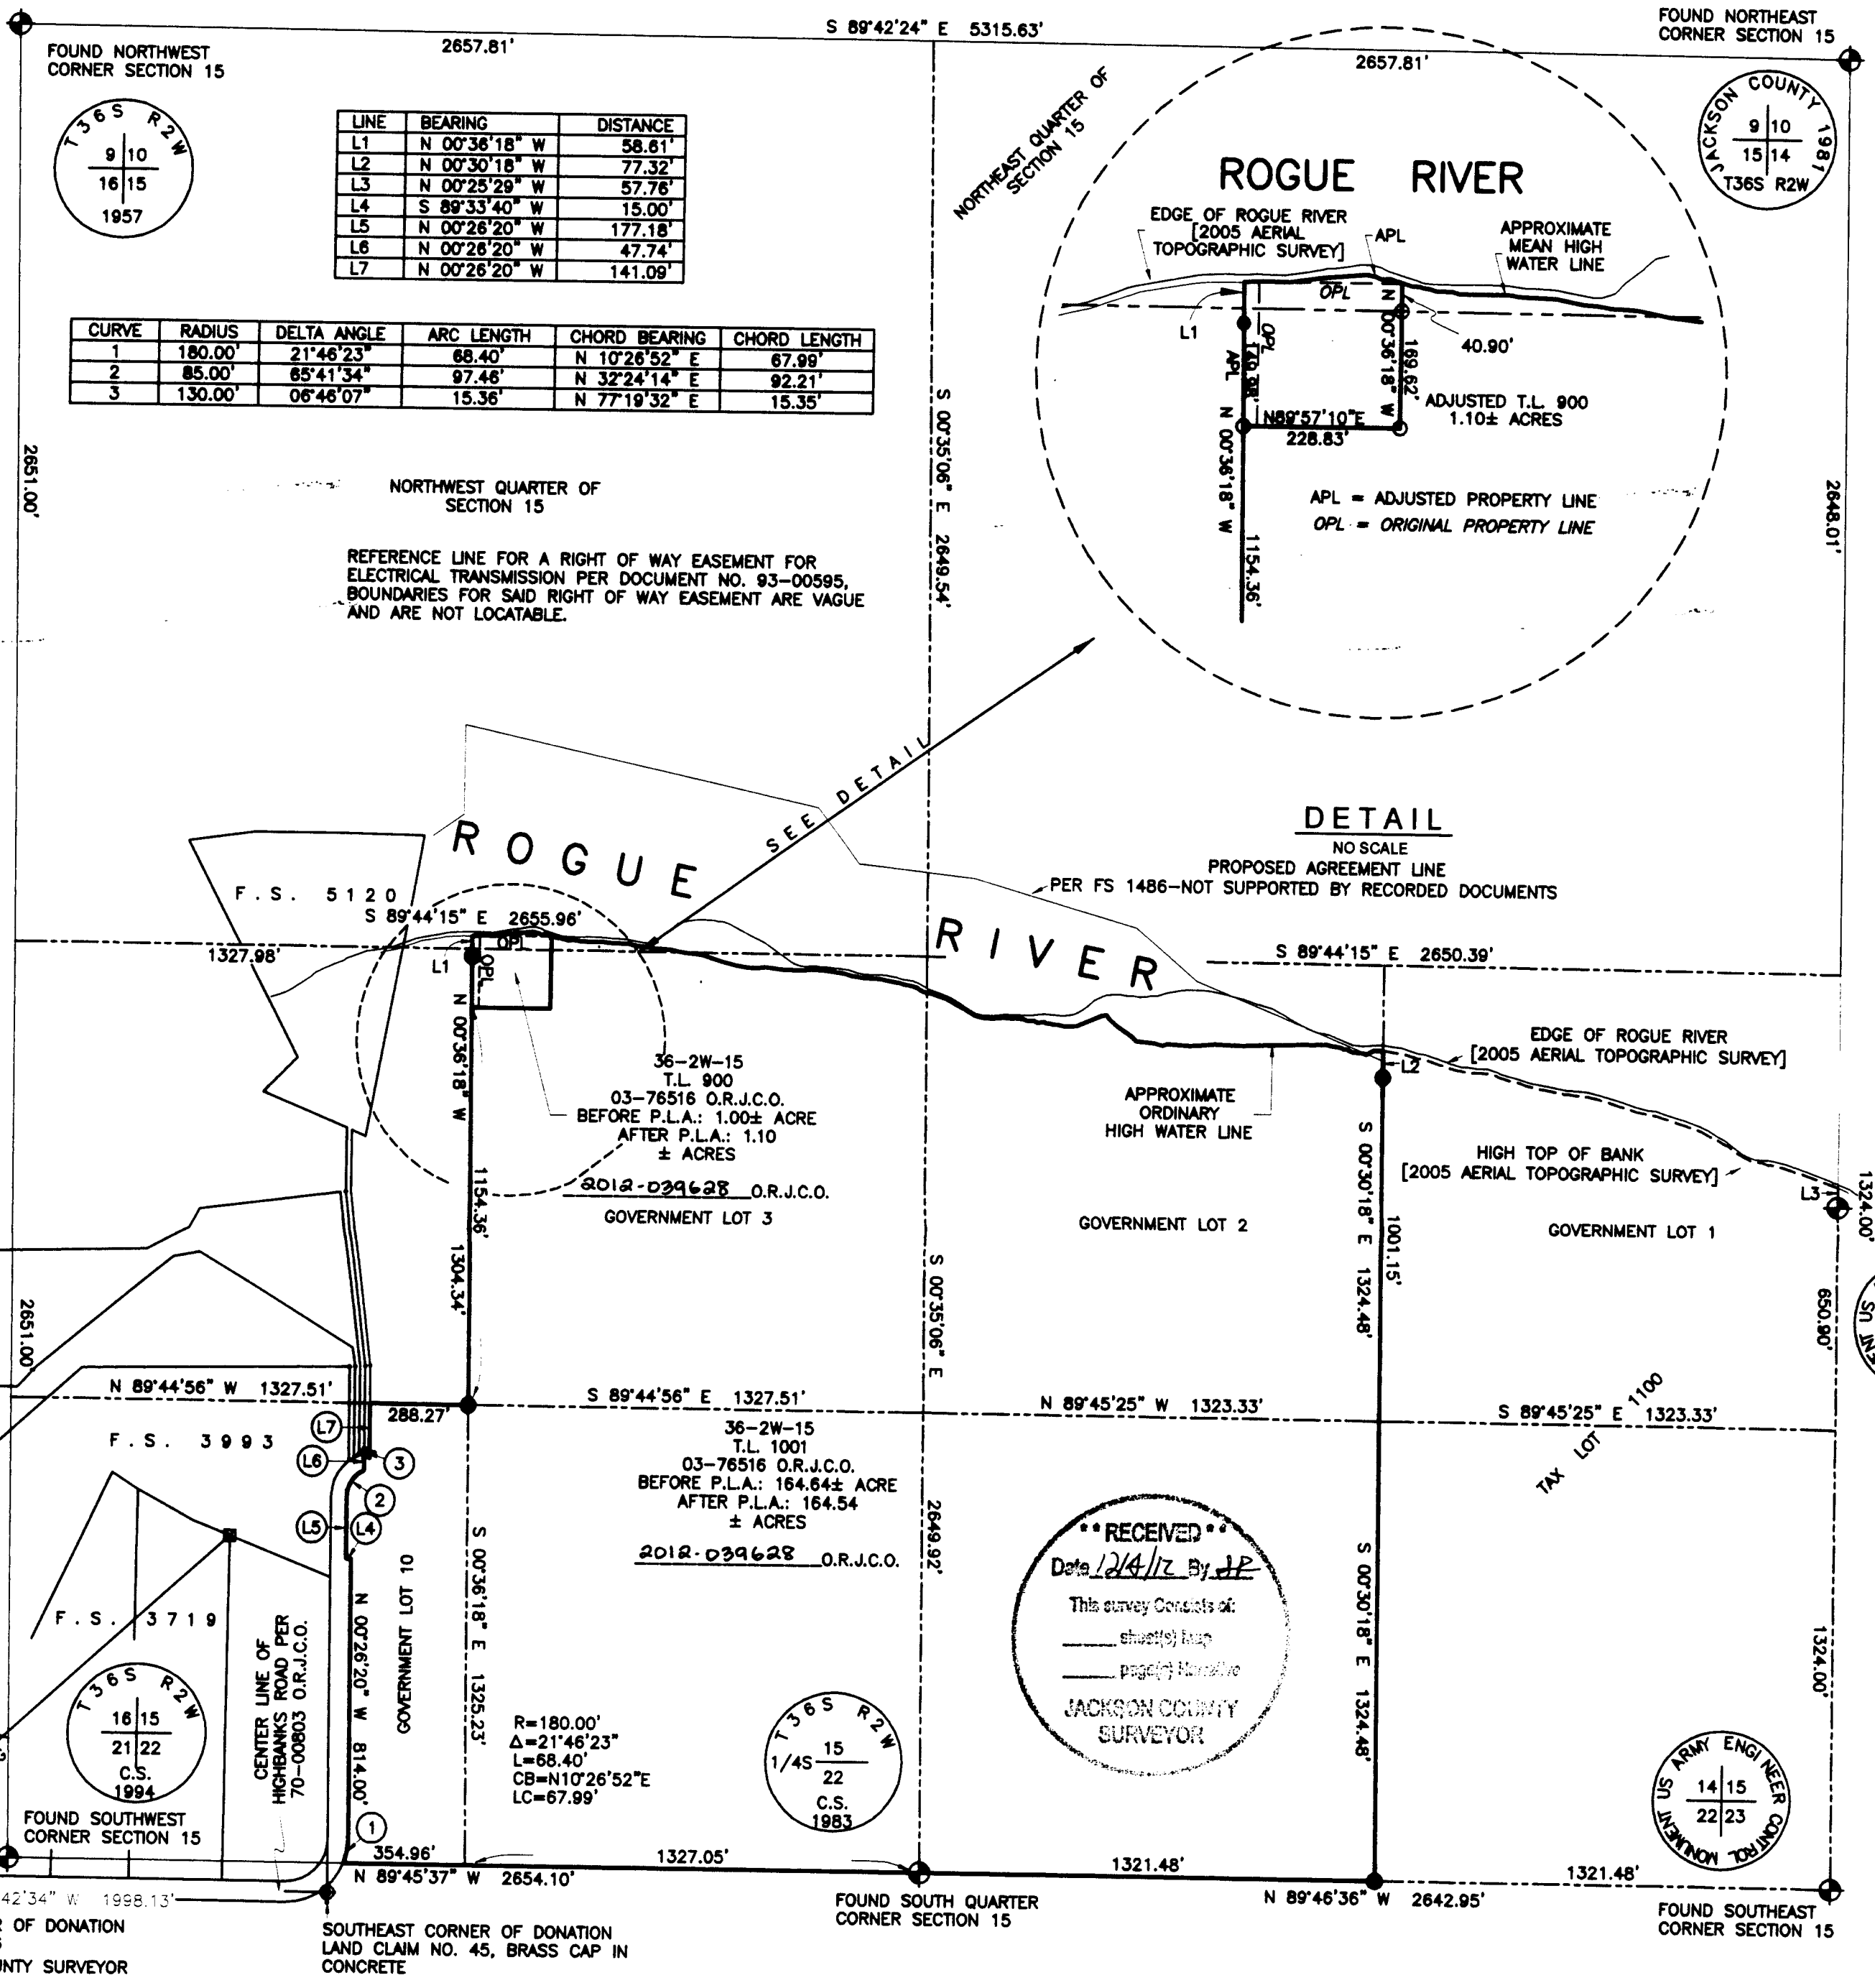 S 89°42'24" E 5315.63'
FOUND NORTHWEST
CORNER SECTION 15
2657.81'
2657.81'
FOUND NORTHEAST
CORNER SECTION 15
T36S R2W
9 10
16 15
1957
LINE BEARING DISTANCE
L1 N 00°36'18" W 58.61'
L2 N 00°30'18" W 77.32'
L3 N 00°25'29" W 57.76'
L4 S 89°33'40" W 15.00'
L5 N 00°26'20" W 177.18'
L6 N 00°26'20" W 47.74'
L7 N 00°26'20" W 141.09'
CURVE RADIUS DELTA ANGLE ARC LENGTH CHORD BEARING CHORD LENGTH
1 180.00' 21°46'23" 68.40' N 10°26'52" E 67.99'
2 85.00' 65°41'34" 97.46' N 32°24'14" E 92.21'
3 130.00' 06°46'07" 15.36' N 77°19'32" E 15.35'
NORTHEAST QUARTER OF
SECTION 15
JACKSON COUNTY 1981
9 10
15 14
T36S R2W
ROGUE RIVER
EDGE OF ROGUE RIVER
[2005 AERIAL
TOPOGRAPHIC SURVEY]
APL
APPROXIMATE
MEAN HIGH
WATER LINE
OPL
L1
OPL
APL
N 00°36'18" W
169.62'
40.90'
ADJUSTED T.L. 900
1.10± ACRES
N89°57'10"E
228.83'
N 00°36'18" W
1154.36'
APL = ADJUSTED PROPERTY LINE
OPL = ORIGINAL PROPERTY LINE
2651.00'
S 00°35'06" E 2649.54'
2648.01'
NORTHWEST QUARTER OF
SECTION 15
REFERENCE LINE FOR A RIGHT OF WAY EASEMENT FOR
ELECTRICAL TRANSMISSION PER DOCUMENT NO. 93-00595,
BOUNDARIES FOR SAID RIGHT OF WAY EASEMENT ARE VAGUE
AND ARE NOT LOCATABLE.
SEE DETAIL
DETAIL
NO SCALE
PROPOSED AGREEMENT LINE
PER FS 1486-NOT SUPPORTED BY RECORDED DOCUMENTS
ROGUE
RIVER
F.S. 5120
S 89°44'15" E 2655.96'
1327.98'
L1
OPL
OPL
S 89°44'15" E 2650.39'
N 00°36'18" W
1154.36'
1304.34'
36-2W-15
T.L. 900
03-76516 O.R.J.C.O.
BEFORE P.L.A.: 1.00± ACRE
AFTER P.L.A.: 1.10
± ACRES
2012-039628 O.R.J.C.O.
GOVERNMENT LOT 3
APPROXIMATE
ORDINARY
HIGH WATER LINE
L2
EDGE OF ROGUE RIVER
[2005 AERIAL TOPOGRAPHIC SURVEY]
HIGH TOP OF BANK
[2005 AERIAL TOPOGRAPHIC SURVEY]
L3
1324.00'
GOVERNMENT LOT 2
GOVERNMENT LOT 1
S 00°30'18" E 1324.48'
1001.15'
650.90'
2651.00'
S 00°35'06" E
2649.92'
N 89°44'56" W 1327.51'
S 89°44'56" E 1327.51'
N 89°45'25" W 1323.33'
S 89°45'25" E 1323.33'
288.27'
TAX LOT 1100
F.S. 3993
L7
L6
3
2
L5
L4
36-2W-15
T.L. 1001
03-76516 O.R.J.C.O.
BEFORE P.L.A.: 164.64± ACRE
AFTER P.L.A.: 164.54
± ACRES
2012-039628 O.R.J.C.O.
** RECEIVED **
Date 12/4/12 By
This survey Consists of:
sheet(s) Map
page(s) Narrative
JACKSON COUNTY
SURVEYOR
F.S. 3719
T36S R2W
16 15
21 22
C.S.
1994
FOUND SOUTHWEST
CORNER SECTION 15
CENTER LINE OF
HIGHBANKS ROAD PER
70-00803 O.R.J.C.O.
N 00°26'20" W 814.00'
GOVERNMENT LOT 10
S 00°36'18" E 1325.23'
R=180.00'
Δ=21°46'23"
L=68.40'
CB=N10°26'52"E
LC=67.99'
T36S R2W
15
1/4S
22
C.S.
1983
S 00°30'18" E 1324.48'
1324.00'
MONUMENT US ARMY ENGINEER CONTROL
14 15
22 23
1
354.96'
1327.05'
1321.48'
1321.48'
N 89°45'37" W 2654.10'
N 89°46'36" W 2642.95'
FOUND SOUTH QUARTER
CORNER SECTION 15
FOUND SOUTHEAST
CORNER SECTION 15
42'34" W 1998.13'
OF DONATION
UNTY SURVEYOR
SOUTHEAST CORNER OF DONATION
LAND CLAIM NO. 45, BRASS CAP IN
CONCRETE